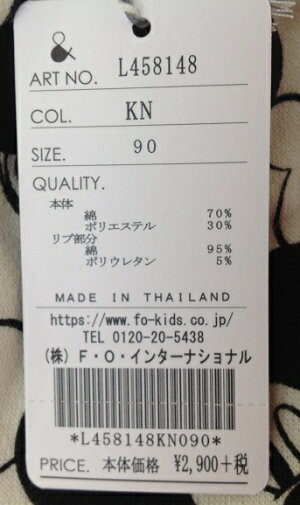 &
ART NO. L458148
COL. KN
SIZE. 90
QUALITY.
本体
綿 70%
ポリエステル 30%
リブ部分
綿 95%
ポリウレタン 5%
MADE IN THAILAND
https://www.fo-kids.co.jp/
TEL 0120-20-5438
(株) F・O・インターナショナル
*L458148KN090*
PRICE. 本体価格 ¥2,900+税